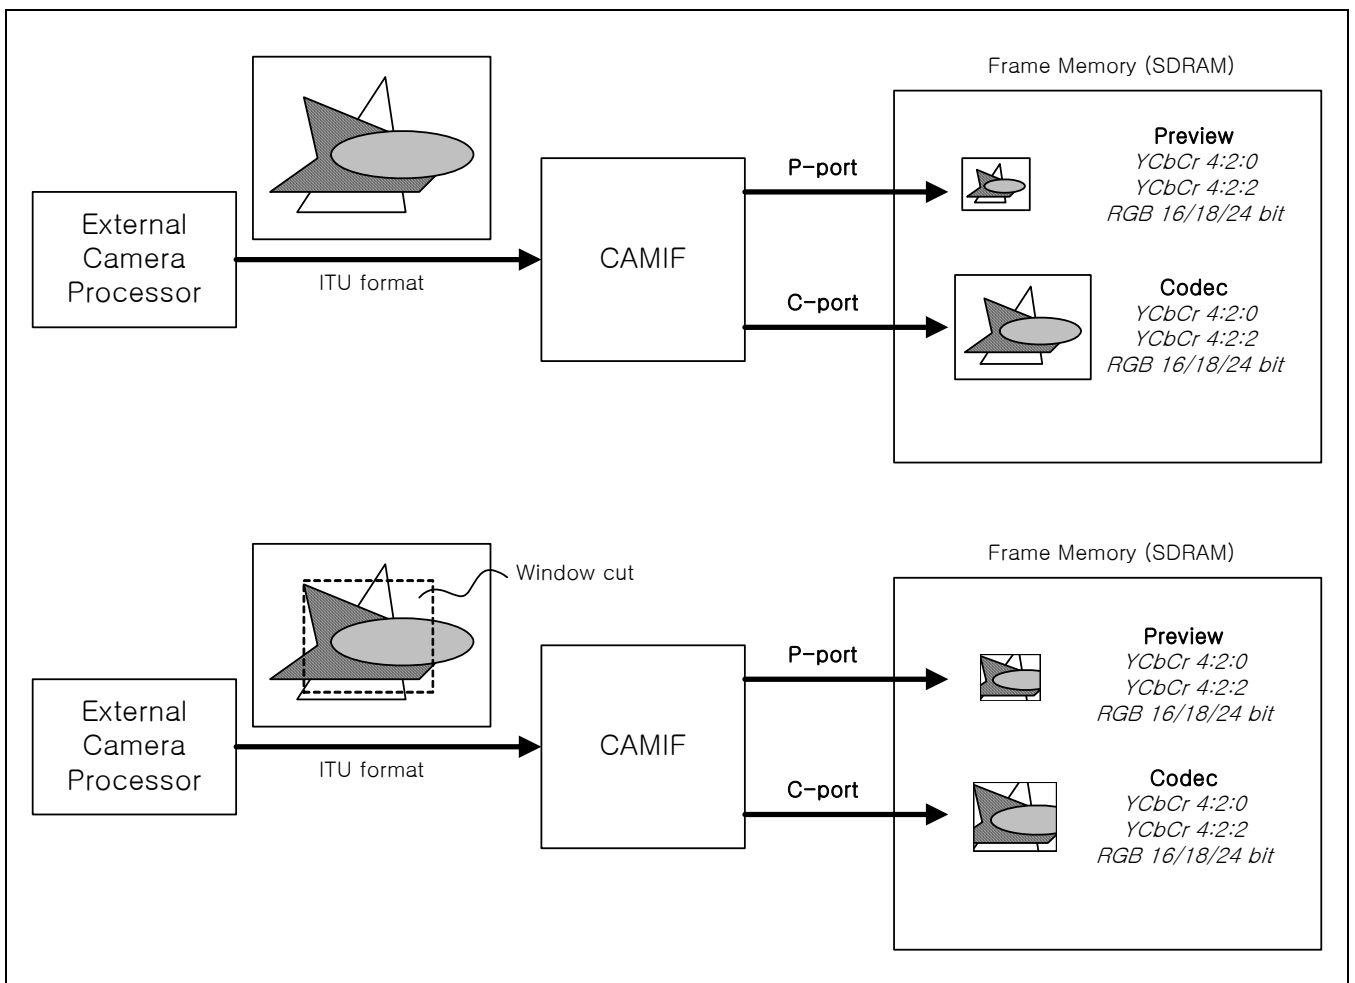 Frame Memory (SDRAM)
External
Camera
Processor
ITU format
CAMIF
P-port
C-port
Preview
YCbCr 4:2:0
YCbCr 4:2:2
RGB 16/18/24 bit
Codec
YCbCr 4:2:0
YCbCr 4:2:2
RGB 16/18/24 bit
Frame Memory (SDRAM)
Window cut
External
Camera
Processor
ITU format
CAMIF
P-port
C-port
Preview
YCbCr 4:2:0
YCbCr 4:2:2
RGB 16/18/24 bit
Codec
YCbCr 4:2:0
YCbCr 4:2:2
RGB 16/18/24 bit